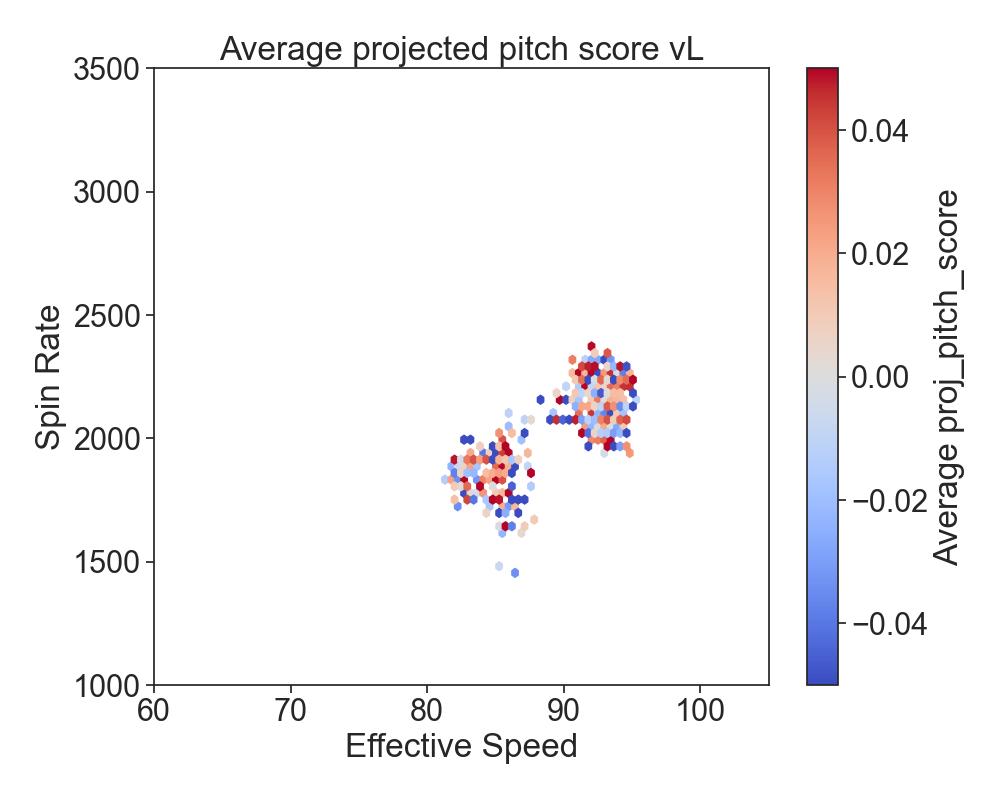 Average projected pitch score vL
3500
3000
2500
2000
1500
1000
Spin Rate
60 70 80 90 100
Effective Speed
0.04
0.02
0.00
−0.02
−0.04
Average proj_pitch_score